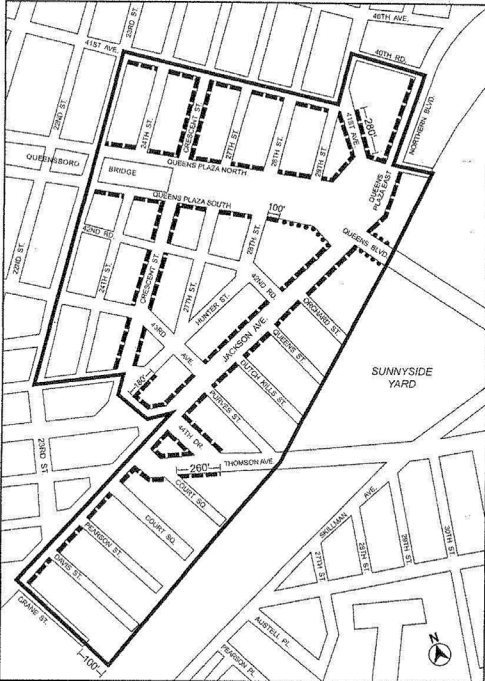 46TH AVE.
23RD ST.
41ST AVE.
40TH RD.
22ND ST.
24TH ST.
CRESCENT ST.
27TH ST.
28TH ST.
29TH ST.
41ST AVE.
280'
NORTHERN BLVD.
QUEENSBORO
BRIDGE
QUEENS PLAZA NORTH
QUEENS
PLAZA EAST
QUEENS PLAZA SOUTH
100'
42ND RD.
28TH ST.
QUEENS BLVD.
22ND ST.
24TH ST.
CRESCENT ST.
27TH ST.
HUNTER ST.
42ND RD.
43RD
AVE.
JACKSON AVE.
ORCHARD ST.
QUEENS ST.
DUTCH KILLS ST.
PURVES ST.
180'
SUNNYSIDE
YARD
23RD ST.
44TH DR.
THOMSON AVE.
260'
COURT SQ.
COURT SQ.
PEARSON ST.
DAVIS ST.
CRANE ST.
100'
SKILLMAN
AVE.
27TH ST.
28TH ST.
29TH ST.
30TH ST.
AUSTELL PL.
PEARSON PL.
N